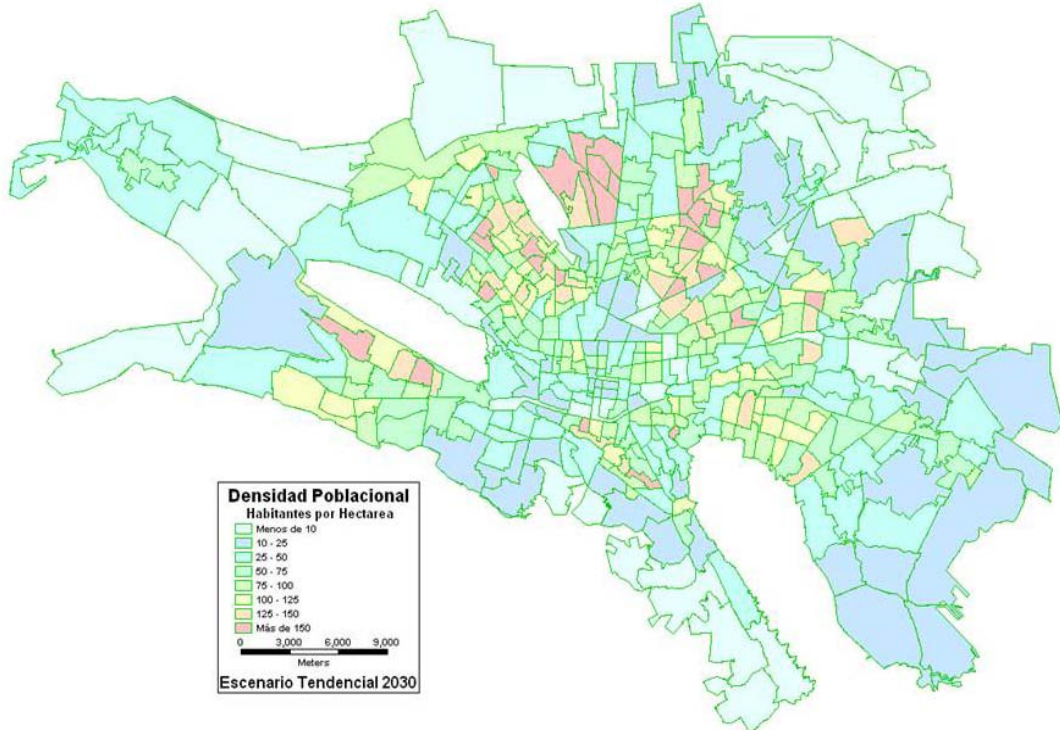 Densidad Poblacional
Habitantes por Hectarea
Menos de 10
10 - 25
25 - 50
50 - 75
75 - 100
100 - 125
125 - 150
Más de 150
0 3,000 6,000 9,000
Meters
Escenario Tendencial 2030